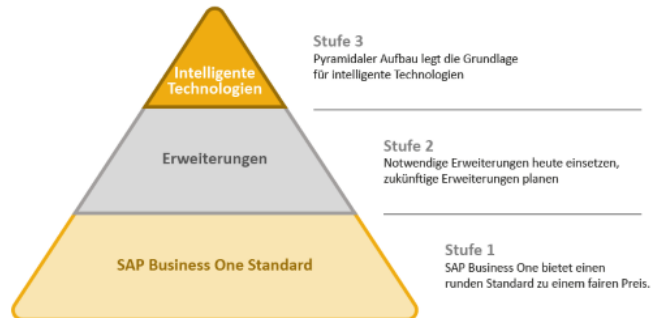 Stufe 3
Pyramidaler Aufbau legt die Grundlage
für intelligente Technologien
Intelligente
Technologien
Stufe 2
Notwendige Erweiterungen heute einsetzen,
zukünftige Erweiterungen planen
Erweiterungen
Stufe 1
SAP Business One bietet einen
runden Standard zu einem fairen Preis.
SAP Business One Standard